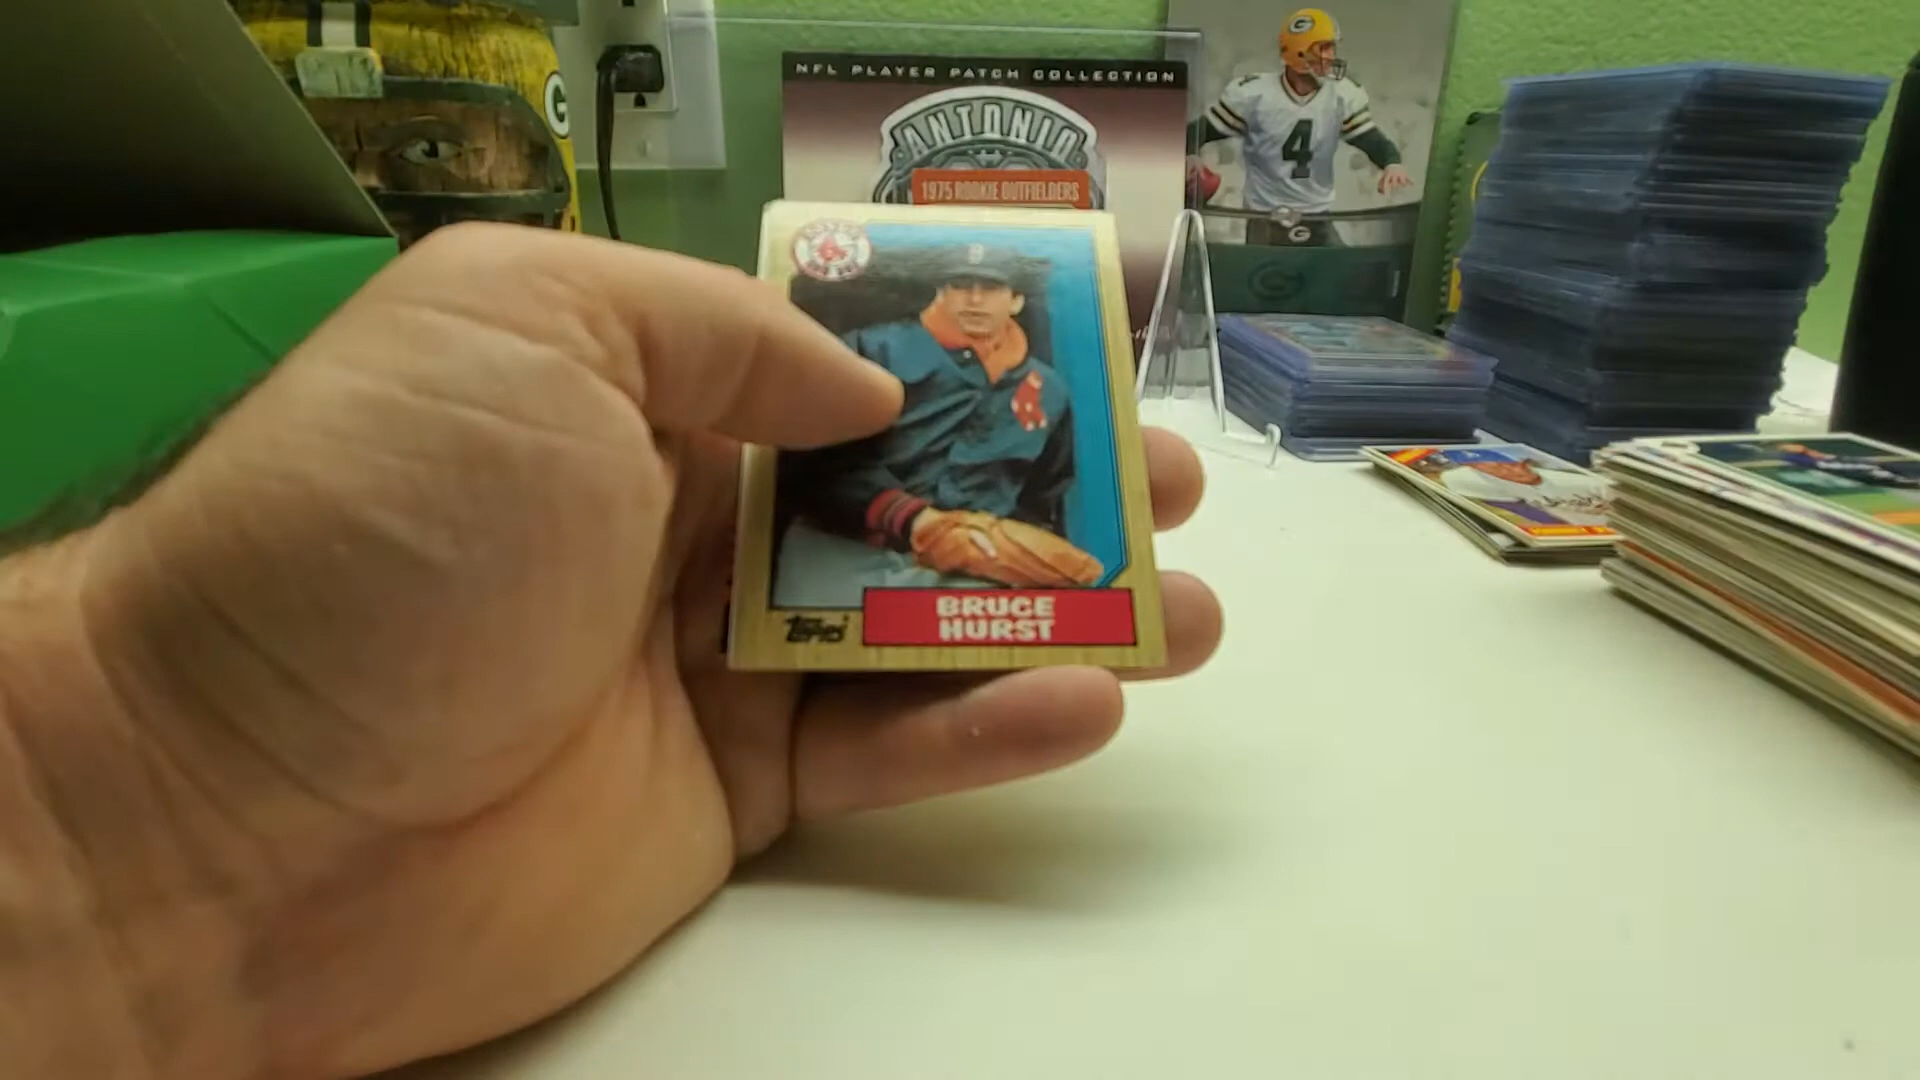 NFL PLAYER PATCH COLLECTION
ANTONIO
1975 ROOKIE OUTFIELDERS
4
G
G
BRUCE
HURST
Topps
B